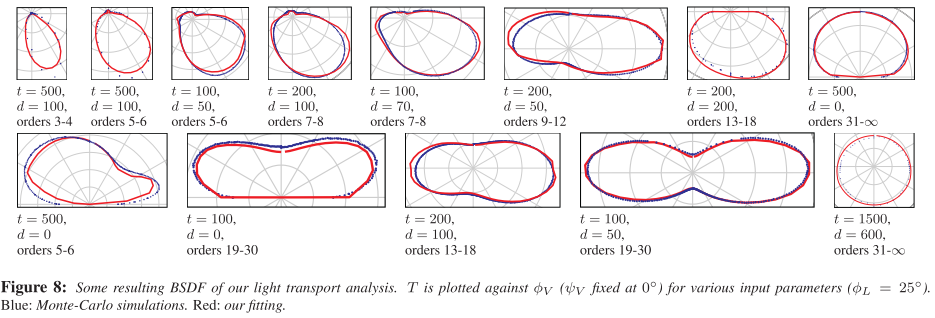 t = 500,
d = 100,
orders 3-4
t = 500,
d = 100,
orders 5-6
t = 100,
d = 50,
orders 5-6
t = 200,
d = 100,
orders 7-8
t = 100,
d = 70,
orders 7-8
t = 200,
d = 50,
orders 9-12
t = 200,
d = 200,
orders 13-18
t = 500,
d = 0,
orders 31-∞
t = 500,
d = 0
orders 5-6
t = 100,
d = 0,
orders 19-30
t = 200,
d = 100,
orders 13-18
t = 100,
d = 50,
orders 19-30
t = 1500,
d = 600,
orders 31-∞
Figure 8: Some resulting BSDF of our light transport analysis. T is plotted against ϕV (ψV fixed at 0°) for various input parameters (ϕL = 25°).
Blue: Monte-Carlo simulations. Red: our fitting.